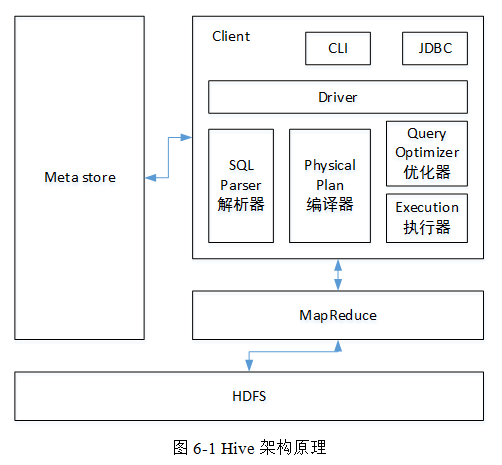 Client
CLI
JDBC
Driver
Meta store
SQL
Parser
解析器
Physical
Plan
编译器
Query
Optimizer
优化器
Execution
执行器
MapReduce
HDFS
图 6-1 Hive 架构原理